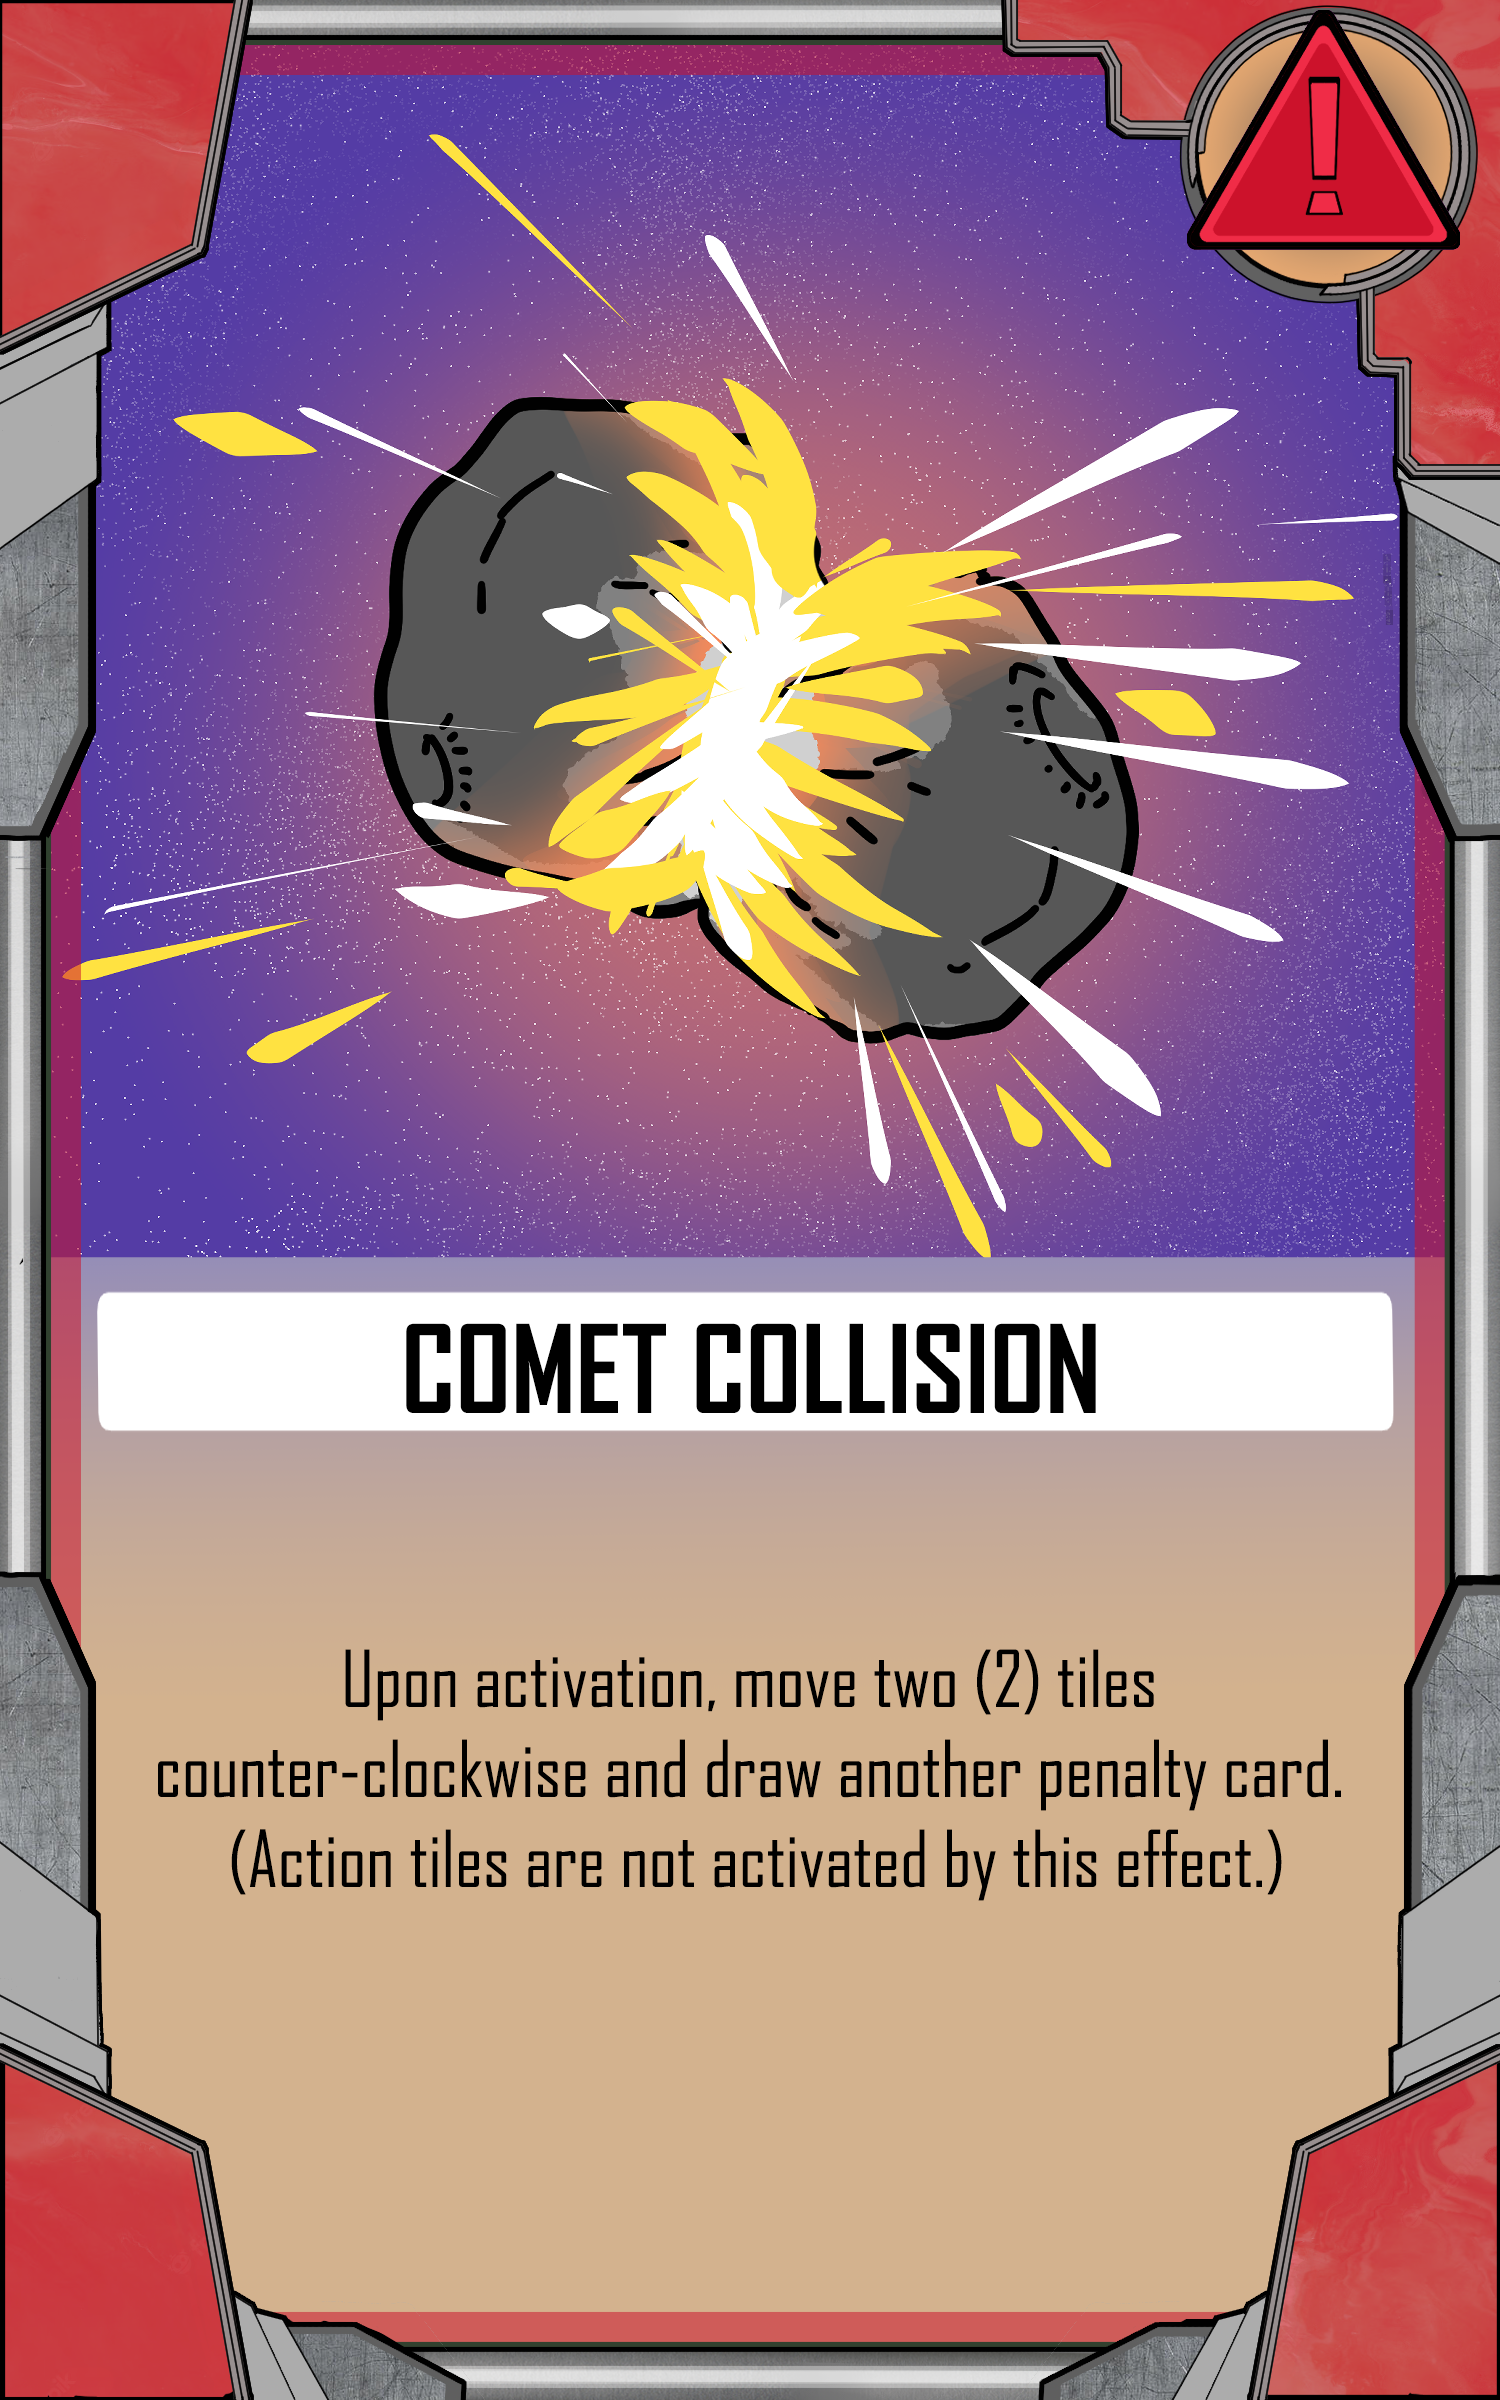 !
COMET COLLISION
Upon activation, move two (2) tiles
counter-clockwise and draw another penalty card.
(Action tiles are not activated by this effect.)